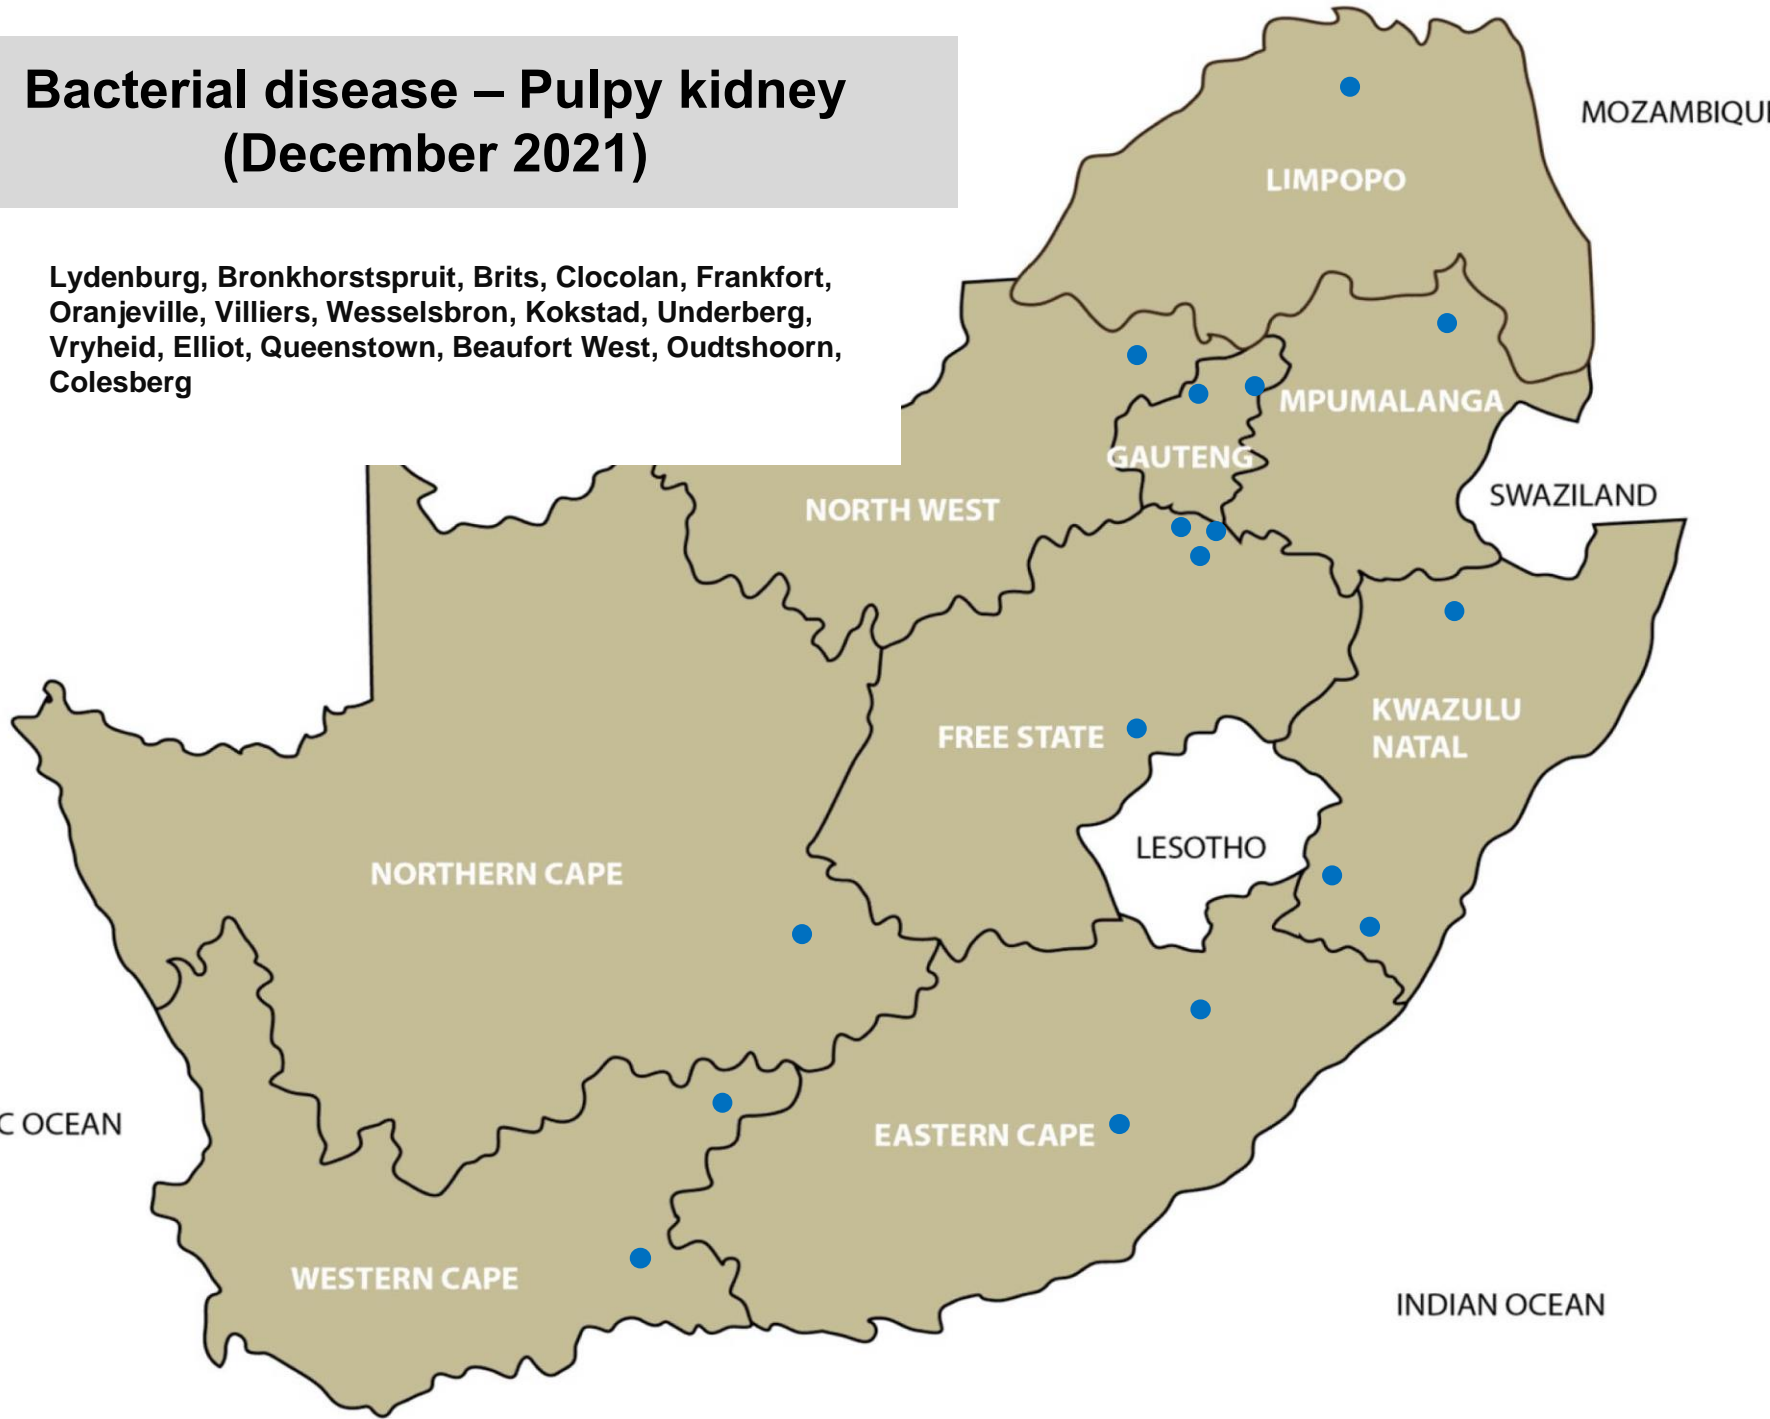 Bacterial disease – Pulpy kidney
(December 2021)
Lydenburg, Bronkhorstspruit, Brits, Clocolan, Frankfort,
Oranjeville, Villiers, Wesselsbron, Kokstad, Underberg,
Vryheid, Elliot, Queenstown, Beaufort West, Oudtshoorn,
Colesberg
MOZAMBIQUE
LIMPOPO
MPUMALANGA
GAUTENG
SWAZILAND
NORTH WEST
KWAZULU
NATAL
FREE STATE
LESOTHO
NORTHERN CAPE
C OCEAN
EASTERN CAPE
WESTERN CAPE
INDIAN OCEAN